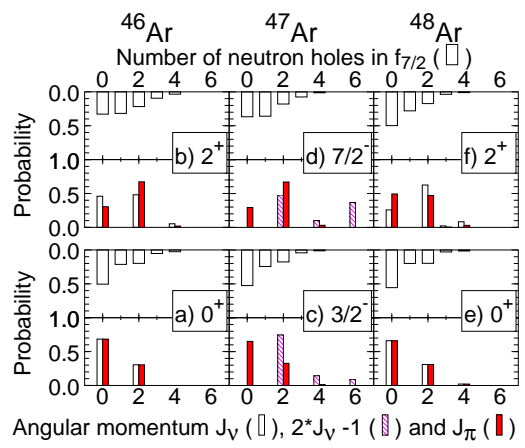 ⁴⁶Ar ⁴⁷Ar ⁴⁸Ar
Number of neutron holes in f₇/₂ ( )
0 2 4 6 0 2 4 6 0 2 4 6
0.0
0.5
1.0
Probability
b) 2⁺ d) 7/2⁻ f) 2⁺
0.5
0.0
0.5
1.0
Probability
a) 0⁺ c) 3/2⁻ e) 0⁺
0.5
0.0
0 2 4 6 0 2 4 6 0 2 4 6
Angular momentum Jν ( ), 2*Jν -1 ( ) and Jπ ( )